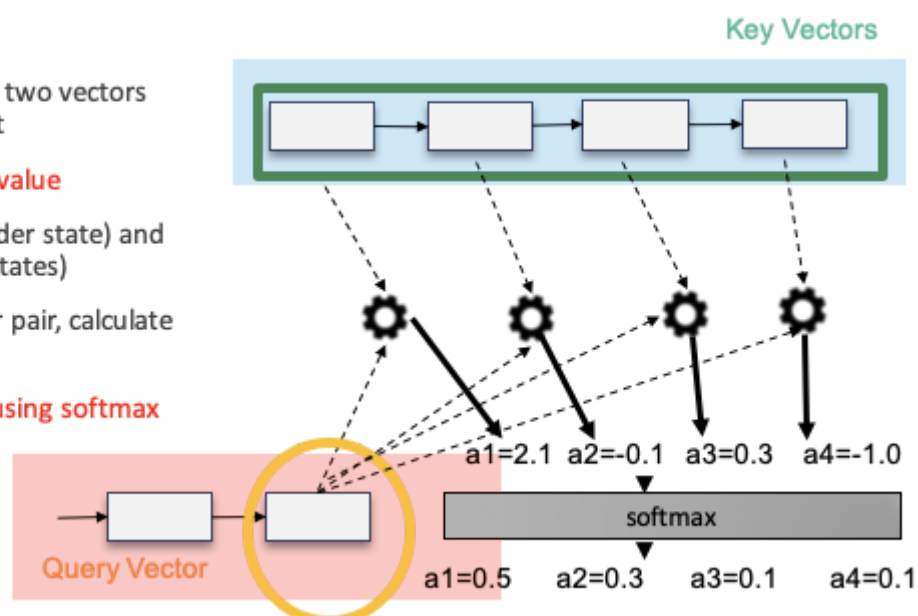 Key Vectors
two vectors
t
value
der state) and
tates)
r pair, calculate
using softmax
a1=2.1 a2=-0.1 a3=0.3 a4=-1.0
softmax
Query Vector
a1=0.5 a2=0.3 a3=0.1 a4=0.1